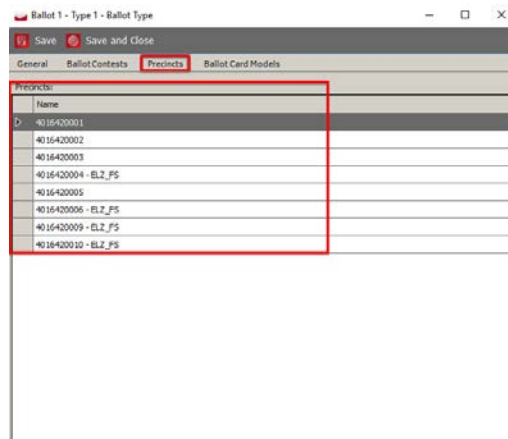 Ballot 1 - Type 1 - Ballot Type
Save Save and Close
General Ballot Contests Precincts Ballot Card Models
Precincts:
Name
4016420001
4016420002
4016420003
4016420004 - ELZ_FS
4016420005
4016420006 - ELZ_FS
4016420009 - ELZ_FS
4016420010 - ELZ_FS